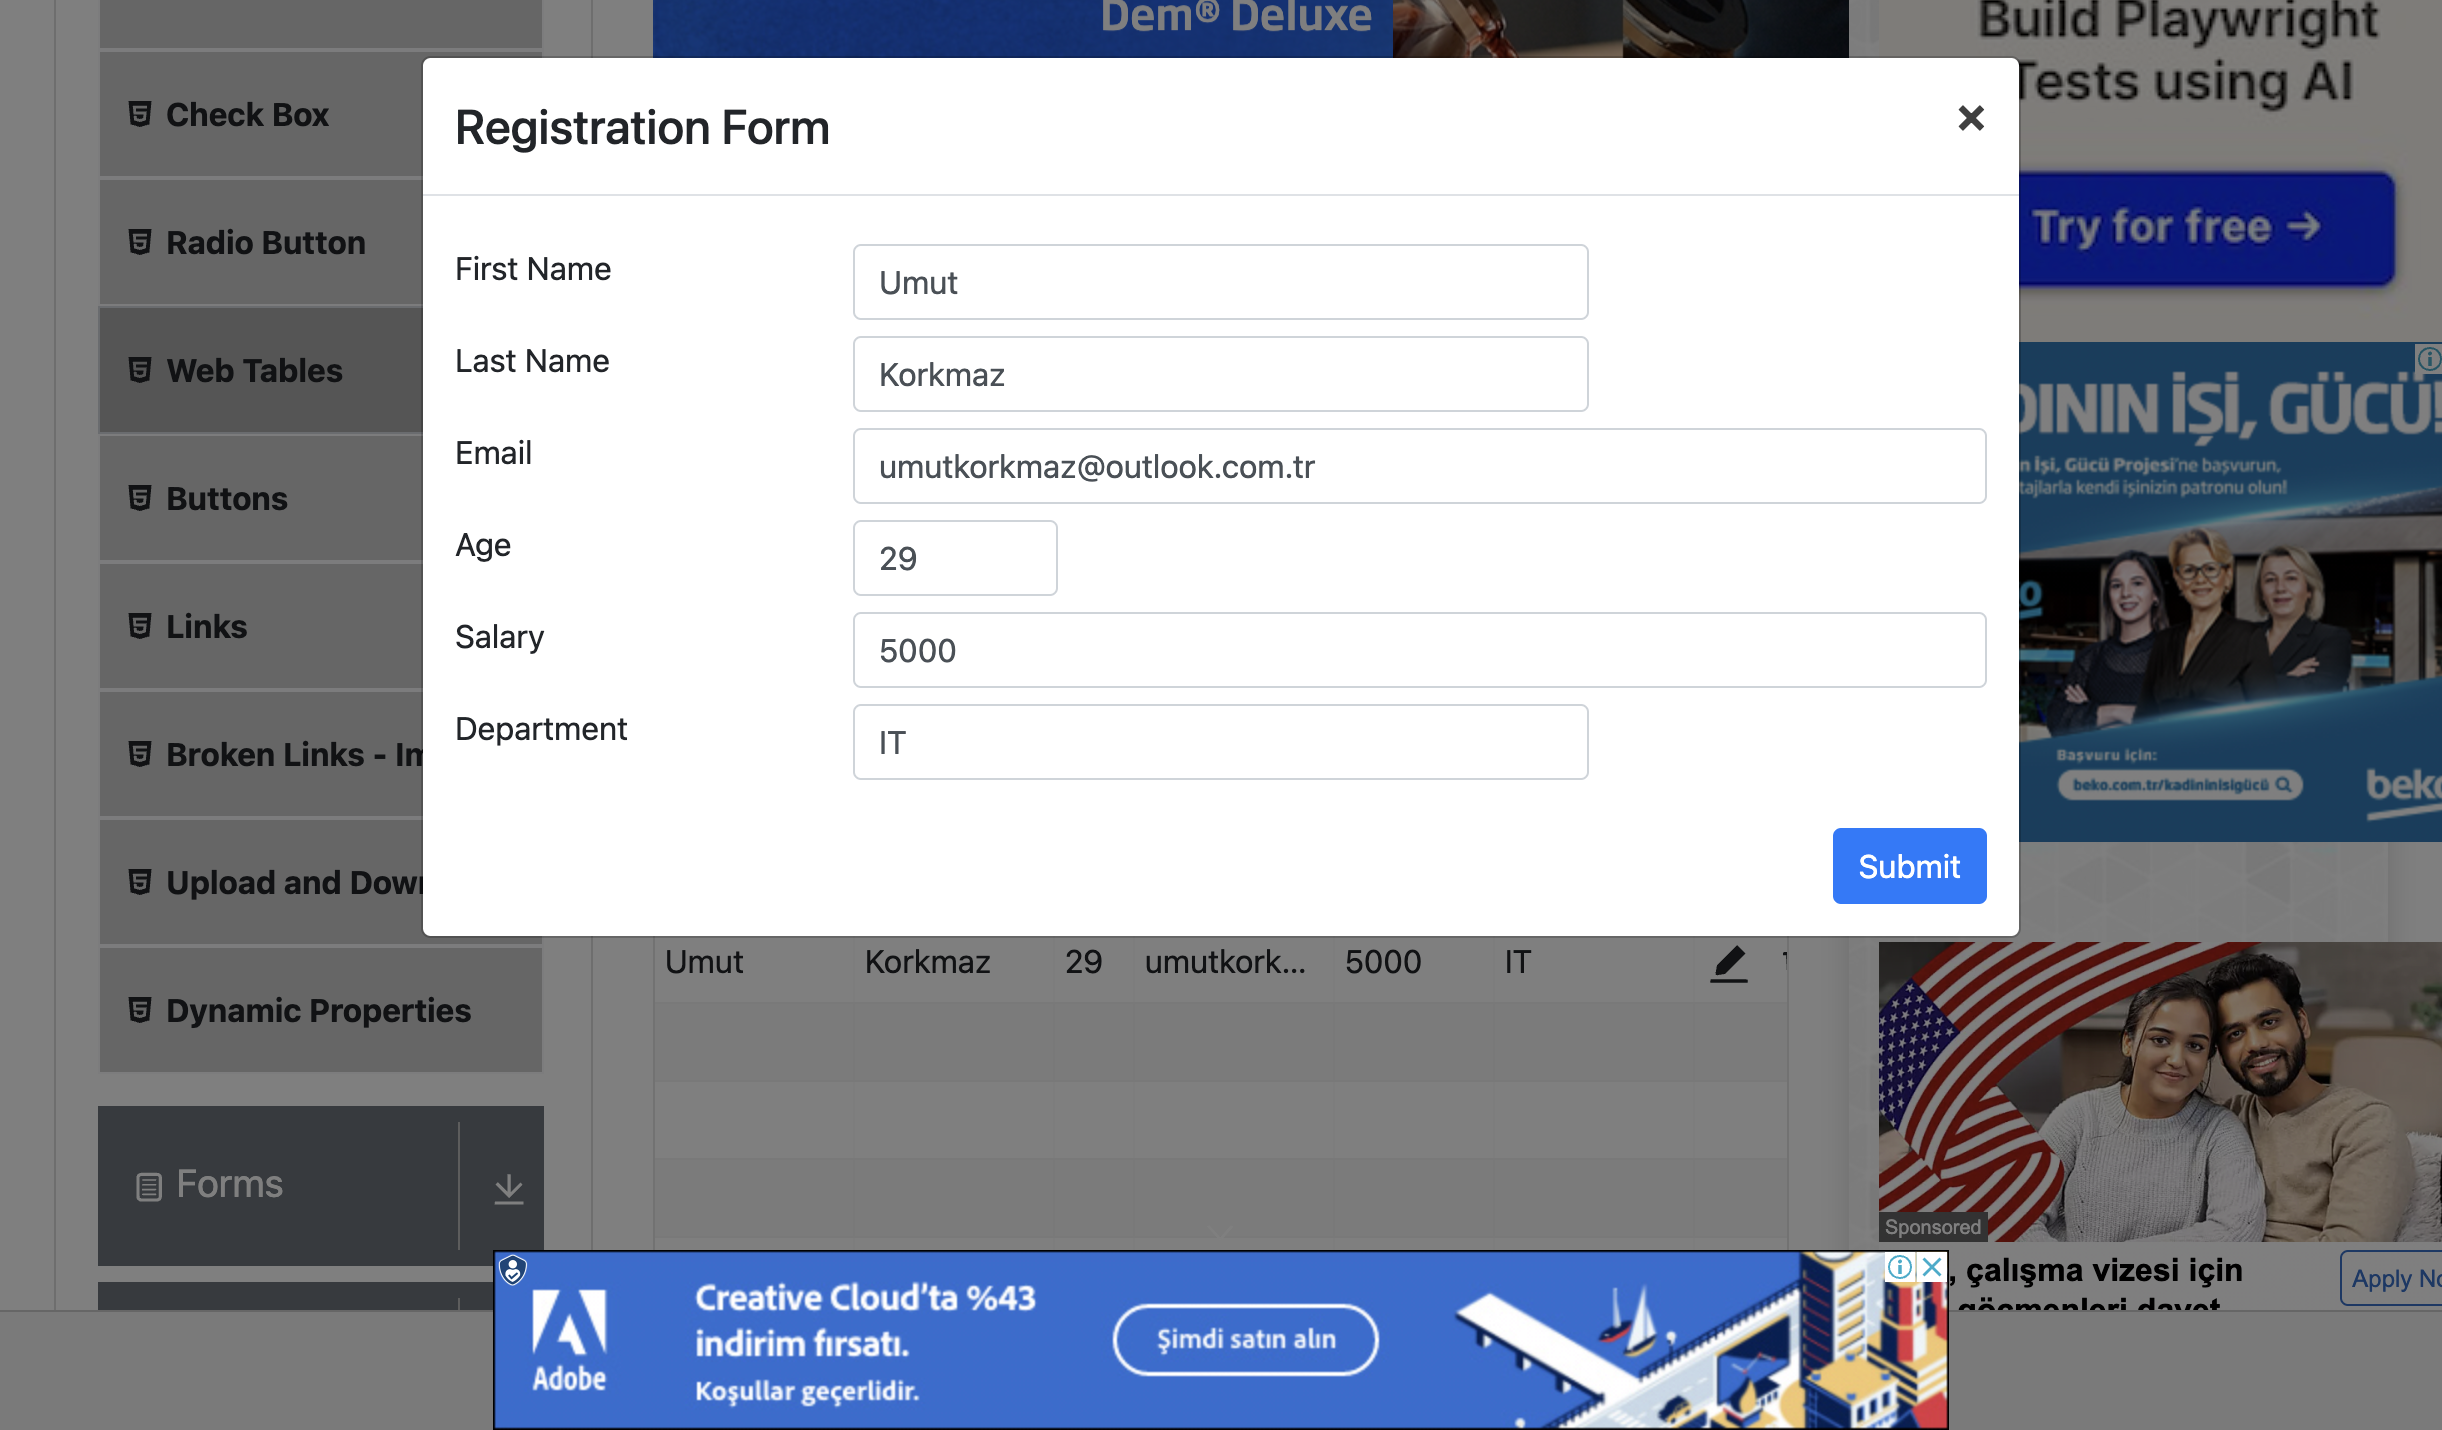 Dem® Deluxe
Build Playwright
Tests using AI
Try for free →
Check Box
Radio Button
Web Tables
Buttons
Links
Broken Links - Im
Upload and Dow
Dynamic Properties
Forms
Registration Form
First Name
Umut
Last Name
Korkmaz
Email
umutkorkmaz@outlook.com.tr
Age
29
Salary
5000
Department
IT
Submit
Umut Korkmaz 29 umutkork... 5000 IT
DININ İŞİ, GÜCÜ!
n İşi, Gücü Projesi'ne başvurun,
tajlarla kendi işinizin patronu olun!
Başvuru için:
beko.com.tr/kadininisigücü
beko
Sponsored
, çalışma vizesi için
göçmenleri davet
Apply No
Adobe
Creative Cloud'ta %43
indirim fırsatı.
Koşullar geçerlidir.
Şimdi satın alın